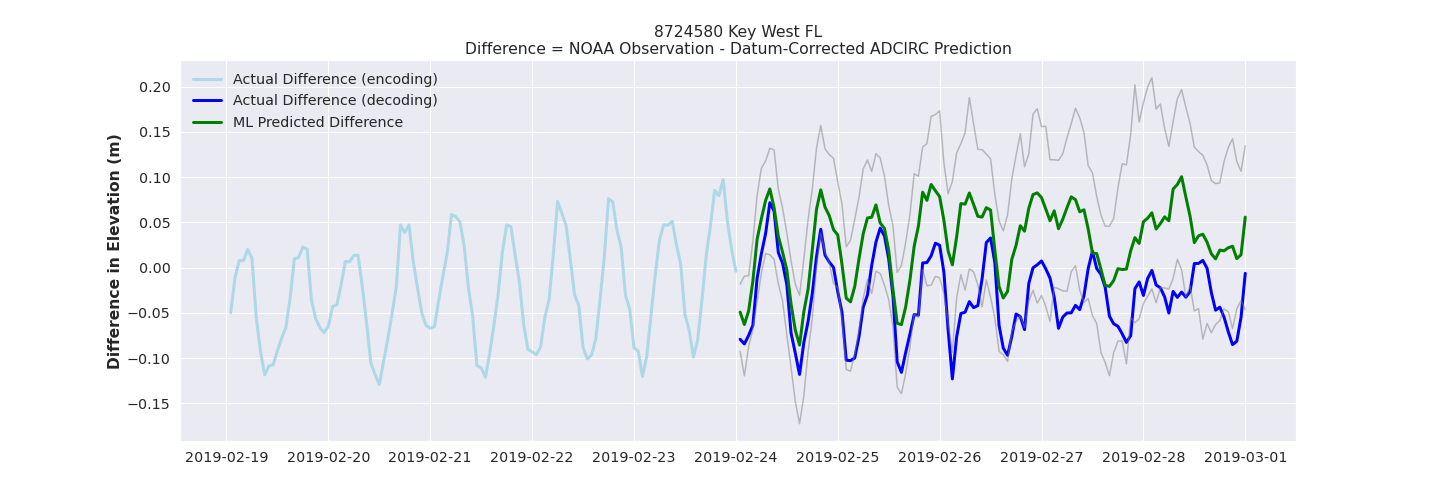 8724580 Key West FL
Difference = NOAA Observation - Datum-Corrected ADCIRC Prediction
Actual Difference (encoding)
Actual Difference (decoding)
ML Predicted Difference
Difference in Elevation (m)
0.20
0.15
0.10
0.05
0.00
−0.05
−0.10
−0.15
2019-02-19 2019-02-20 2019-02-21 2019-02-22 2019-02-23 2019-02-24 2019-02-25 2019-02-26 2019-02-27 2019-02-28 2019-03-01